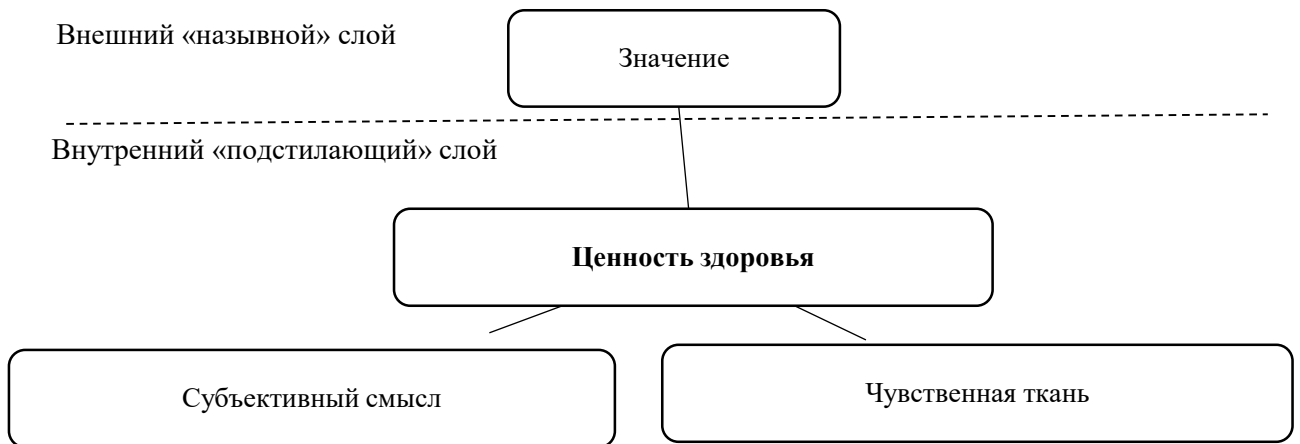 Внешний «назывной» слой
Значение
Внутренний «подстилающий» слой
Ценность здоровья
Субъективный смысл
Чувственная ткань